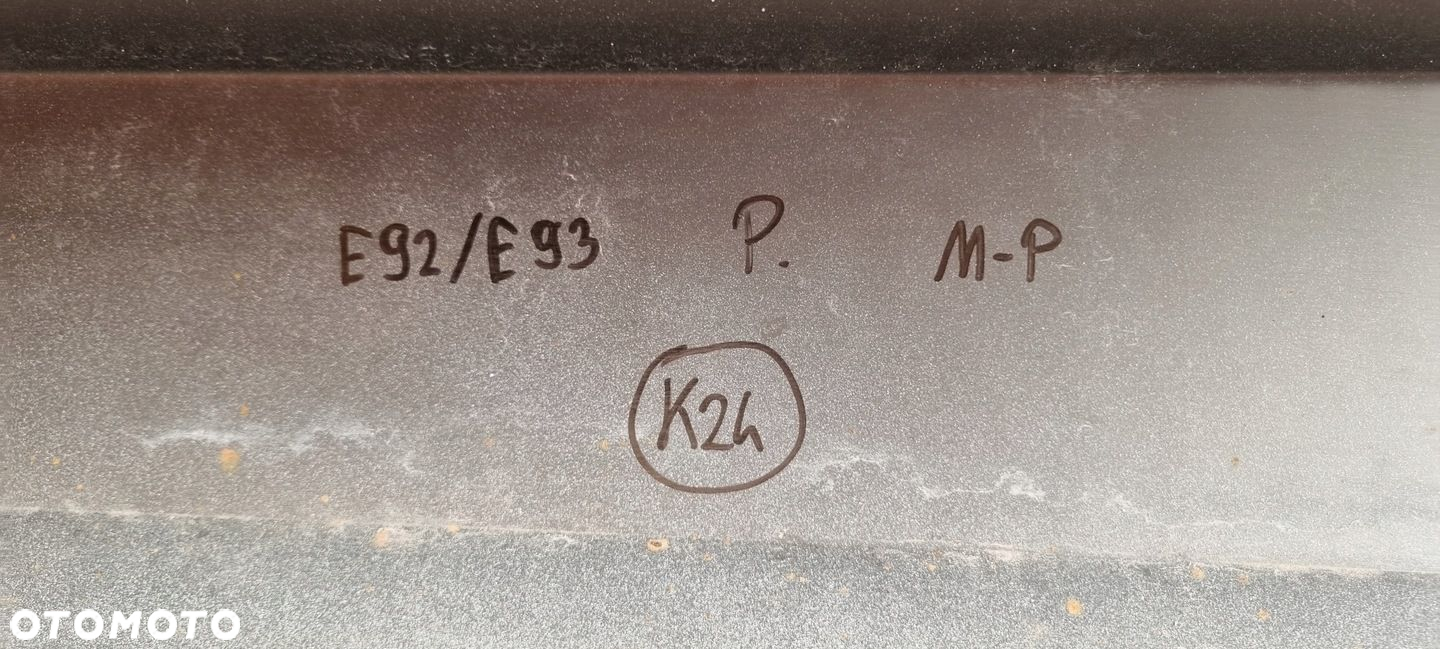 E92/E93 P. M-P
K24
OTOMOTO